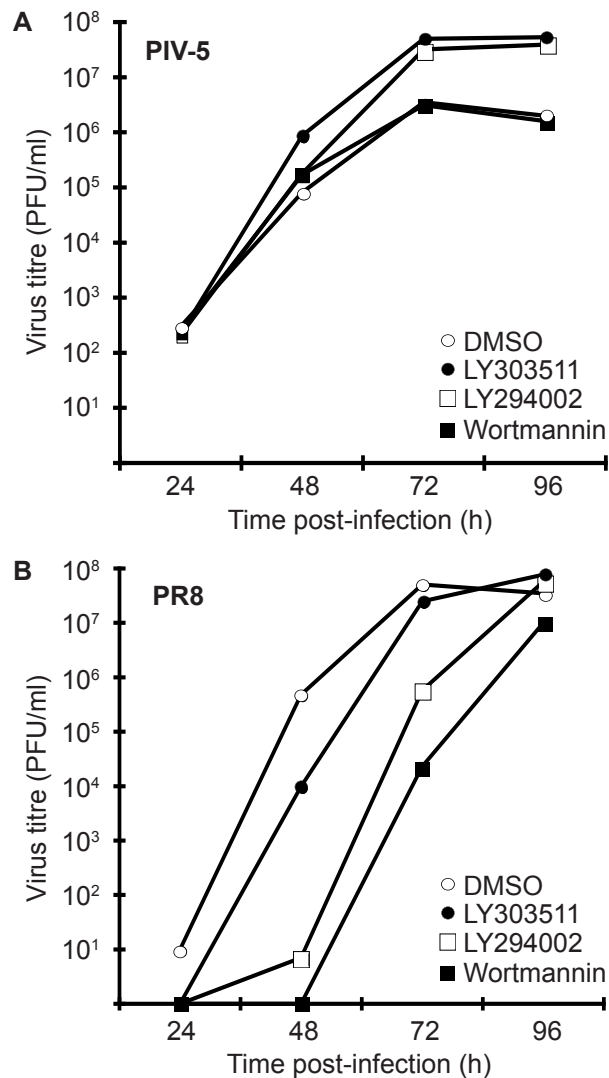 A
PIV-5
Virus titre (PFU/ml)
10⁸
10⁷
10⁶
10⁵
10⁴
10³
10²
10¹
DMSO
LY303511
LY294002
Wortmannin
24 48 72 96
Time post-infection (h)
B
PR8
Virus titre (PFU/ml)
10⁸
10⁷
10⁶
10⁵
10⁴
10³
10²
10¹
DMSO
LY303511
LY294002
Wortmannin
24 48 72 96
Time post-infection (h)